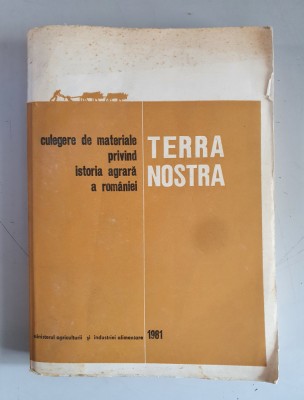 culegere de materiale
privind
istoria agrară
a româniei
TERRA
NOSTRA
ministerul agriculturii și industriei alimentare 1981